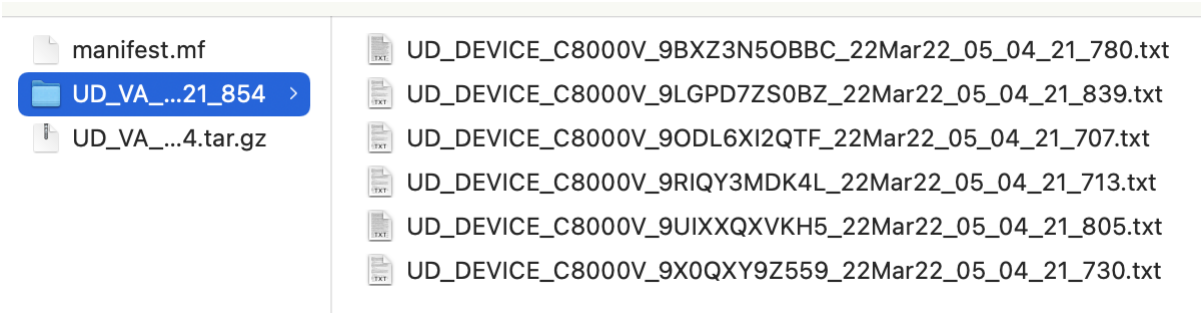 manifest.mf
UD_VA_...21_854
UD_VA_...4.tar.gz
UD_DEVICE_C8000V_9BXZ3N5OBBC_22Mar22_05_04_21_780.txt
UD_DEVICE_C8000V_9LGPD7ZS0BZ_22Mar22_05_04_21_839.txt
UD_DEVICE_C8000V_9ODL6XI2QTF_22Mar22_05_04_21_707.txt
UD_DEVICE_C8000V_9RIQY3MDK4L_22Mar22_05_04_21_713.txt
UD_DEVICE_C8000V_9UIXXQXVKH5_22Mar22_05_04_21_805.txt
UD_DEVICE_C8000V_9X0QXY9Z559_22Mar22_05_04_21_730.txt